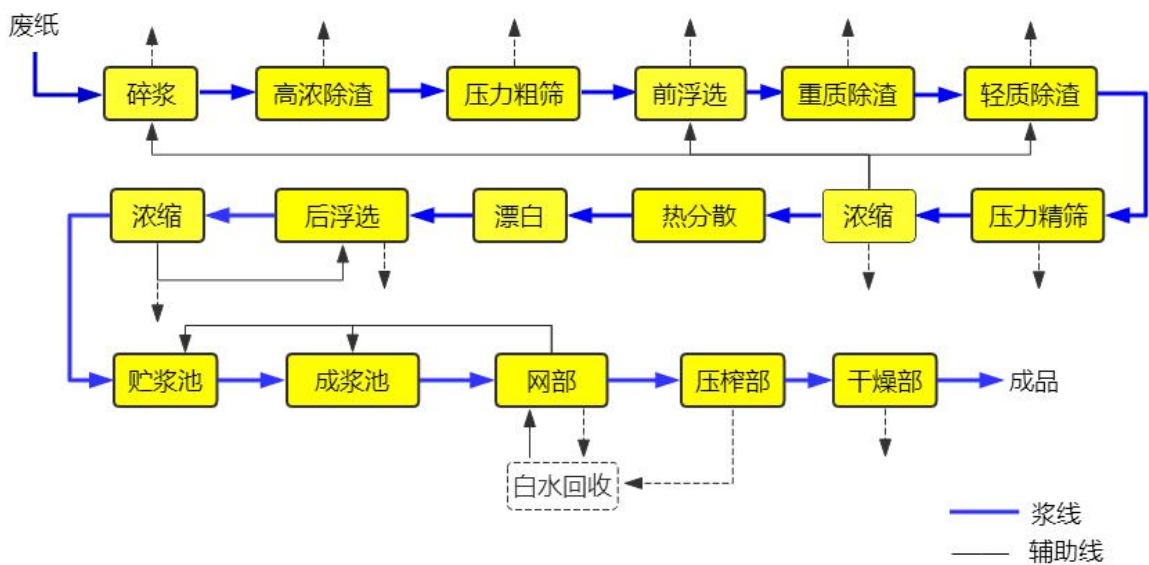 废纸
碎浆
高浓除渣
压力粗筛
前浮选
重质除渣
轻质除渣
浓缩
后浮选
漂白
热分散
浓缩
压力精筛
贮浆池
成浆池
网部
压榨部
干燥部
成品
白水回收
浆线
辅助线